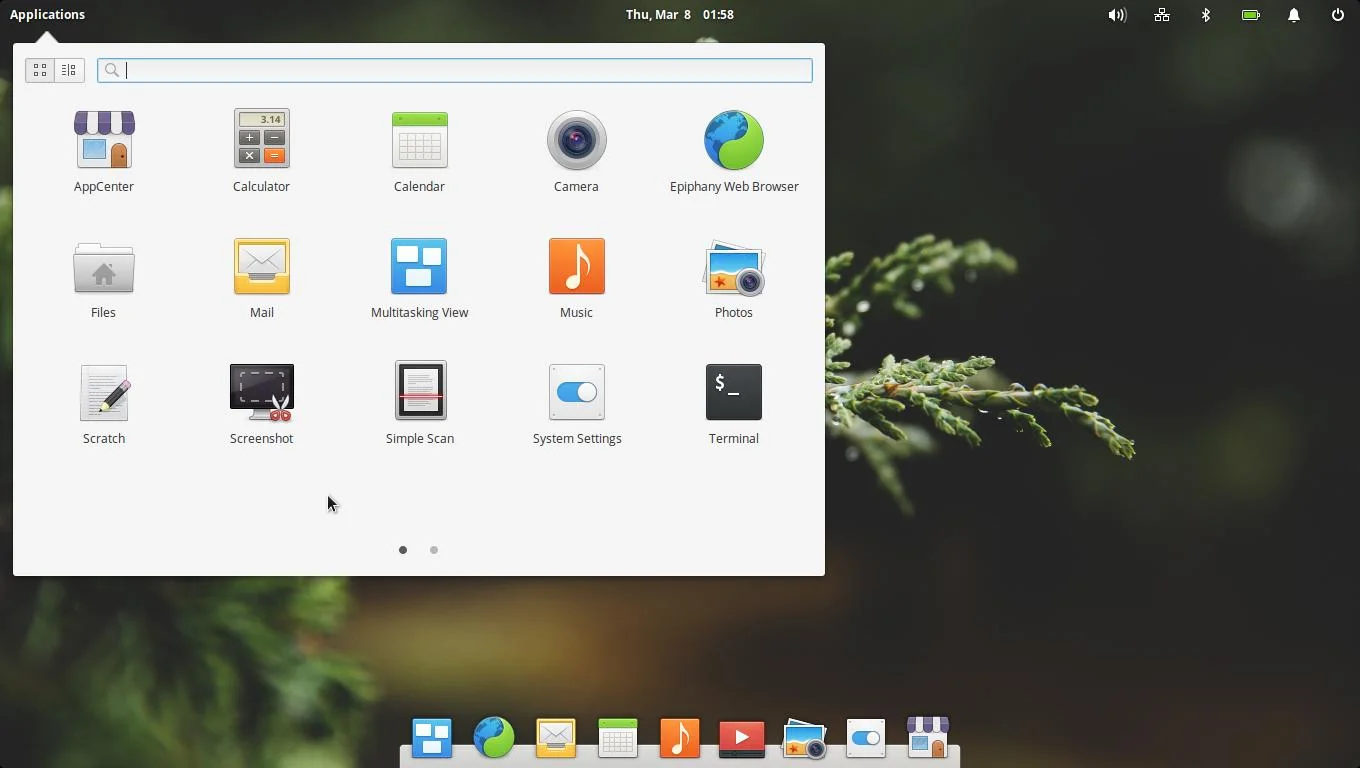 Applications
Thu, Mar 8 01:58
3.14
AppCenter
Calculator
Calendar
Camera
Epiphany Web Browser
Files
Mail
Multitasking View
Music
Photos
$_
Scratch
Screenshot
Simple Scan
System Settings
Terminal